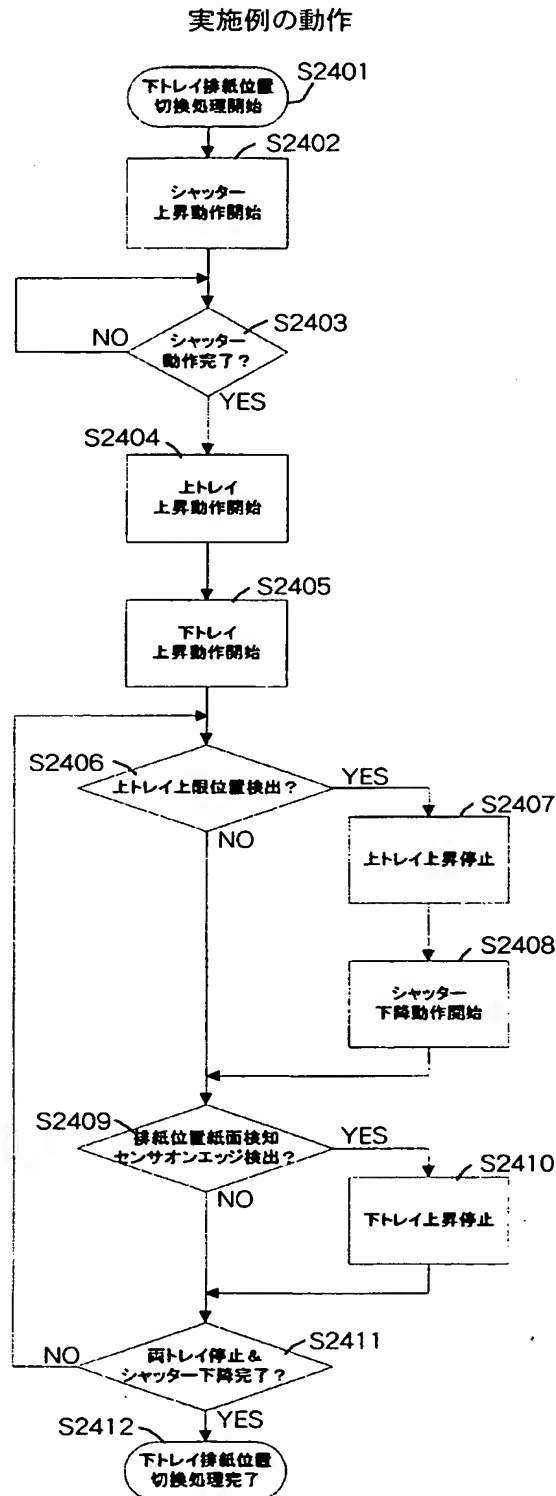 実施例の動作
S2401
下トレイ排紙位置
切換処理開始
S2402
シャッター
上昇動作開始
S2403
シャッター
動作完了？
NO
YES
S2404
上トレイ
上昇動作開始
S2405
下トレイ
上昇動作開始
S2406
上トレイ上限位置検出？
YES
NO
S2407
上トレイ上昇停止
S2408
シャッター
下降動作開始
S2409
排紙位置紙面検知
センサオンエッジ検出？
YES
NO
S2410
下トレイ上昇停止
S2411
両トレイ停止＆
シャッター下降完了？
NO
YES
S2412
下トレイ排紙位置
切換処理完了